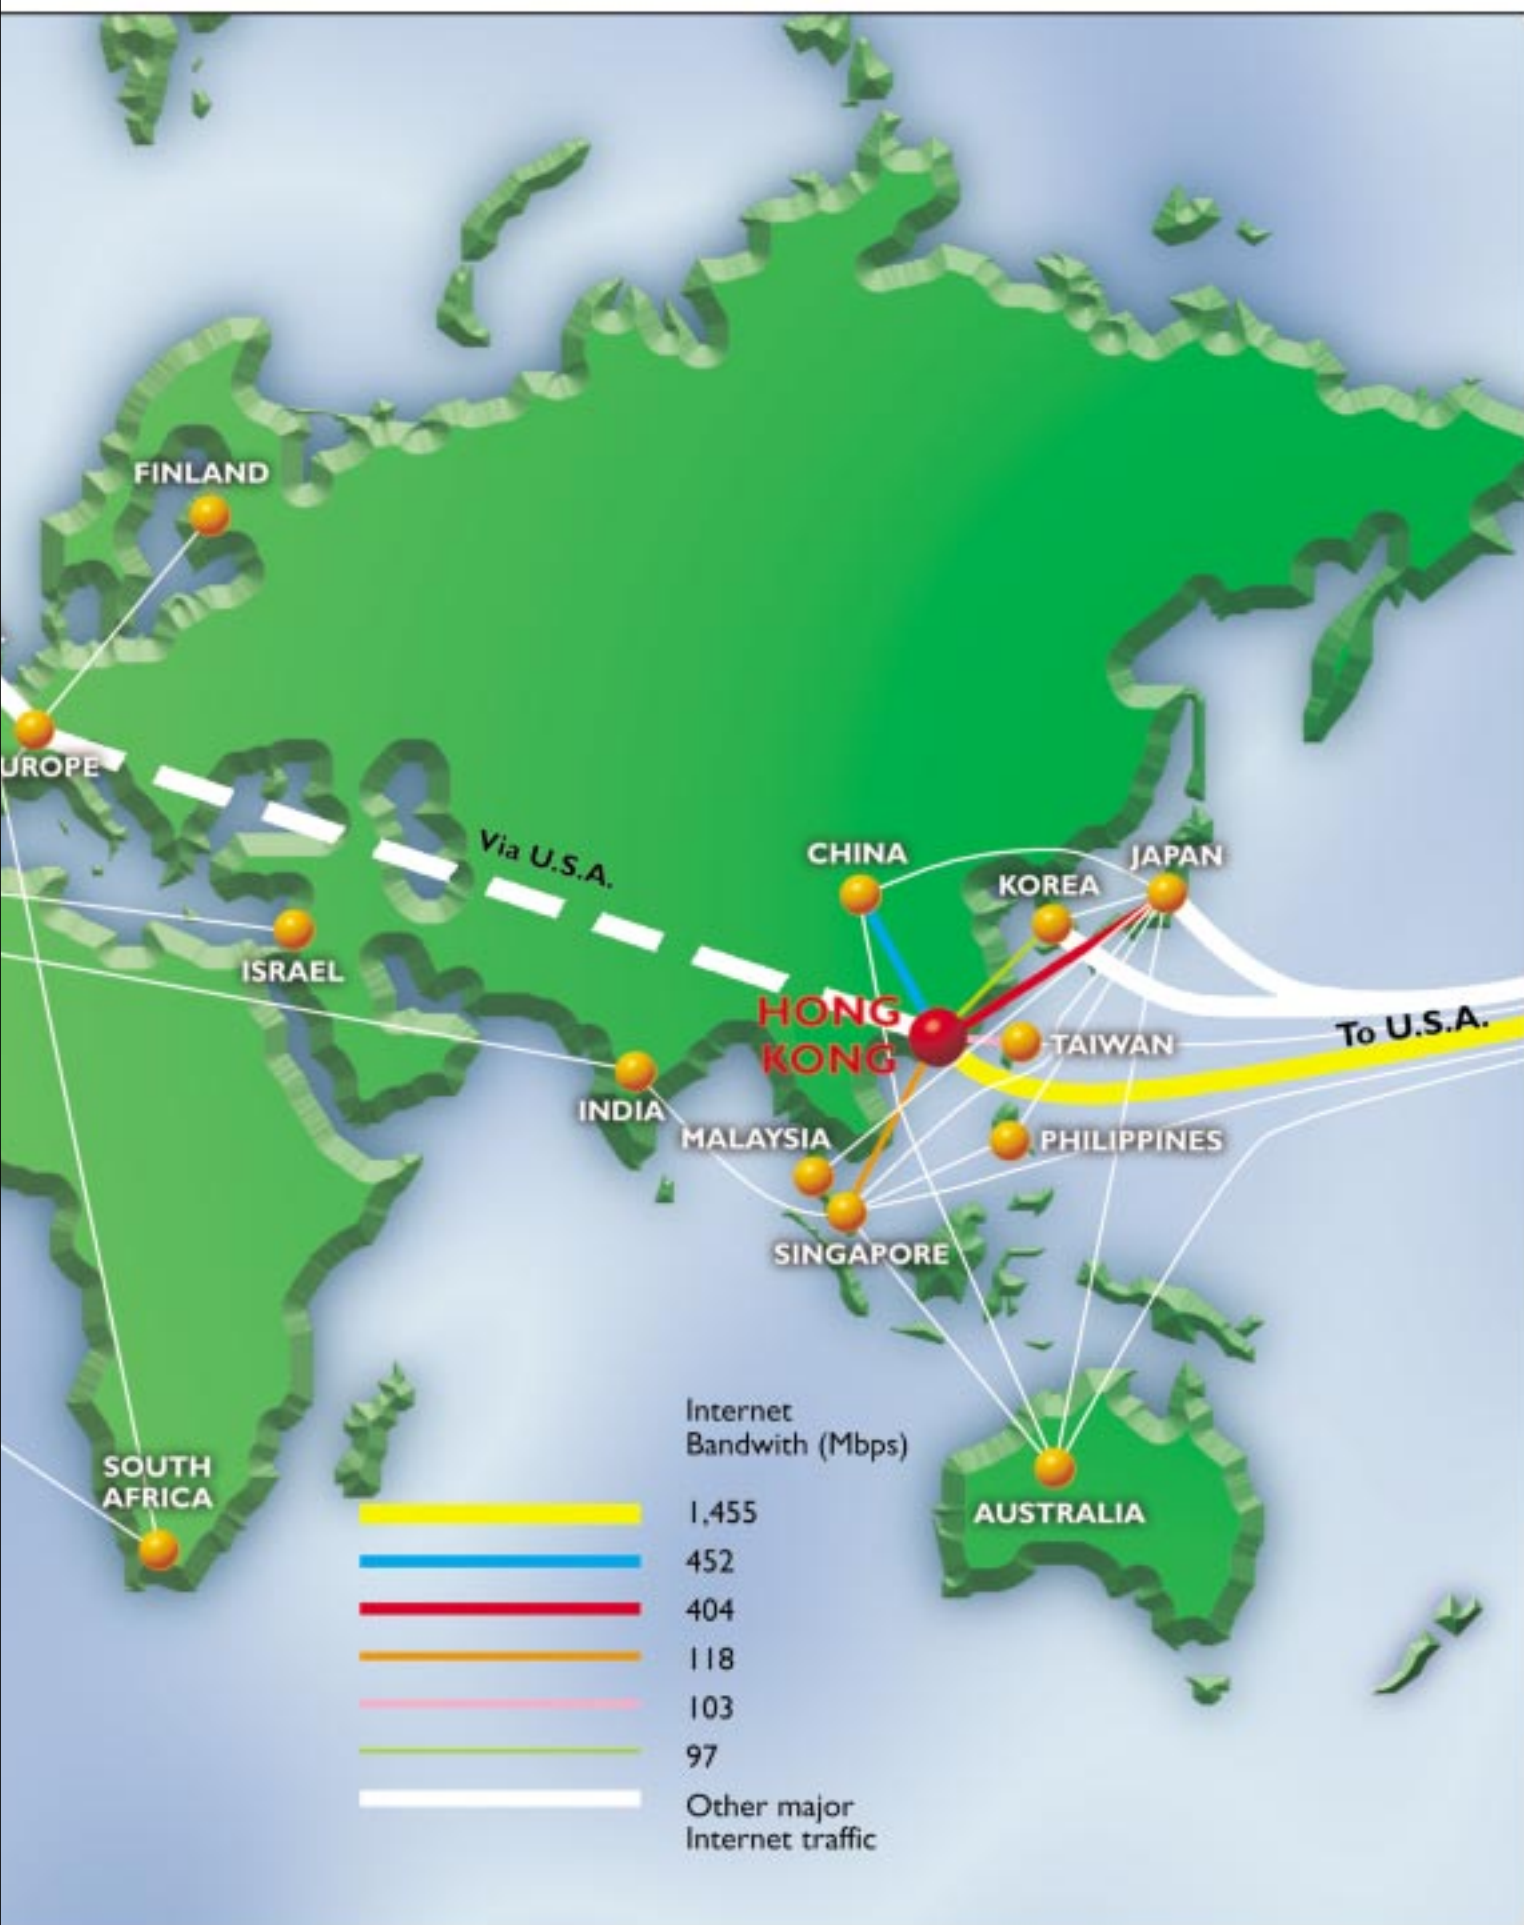 FINLAND
UROPE
Via U.S.A.
CHINA
JAPAN
KOREA
ISRAEL
HONG
KONG
To U.S.A.
TAIWAN
INDIA
MALAYSIA
PHILIPPINES
SINGAPORE
Internet
Bandwith (Mbps)
SOUTH
AFRICA
1,455
AUSTRALIA
452
404
118
103
97
Other major
Internet traffic